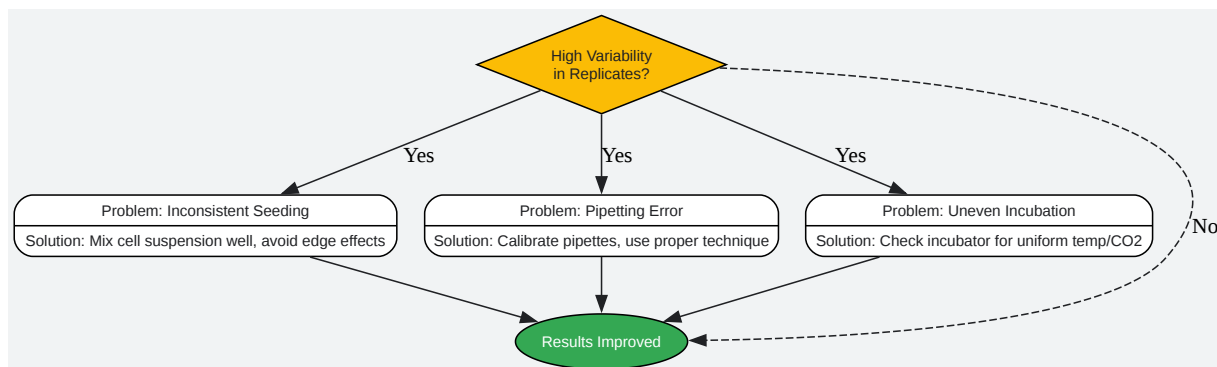 High Variability
in Replicates?
Yes
Yes
Yes
No
Problem: Inconsistent Seeding
Solution: Mix cell suspension well, avoid edge effects
Problem: Pipetting Error
Solution: Calibrate pipettes, use proper technique
Problem: Uneven Incubation
Solution: Check incubator for uniform temp/CO2
Results Improved